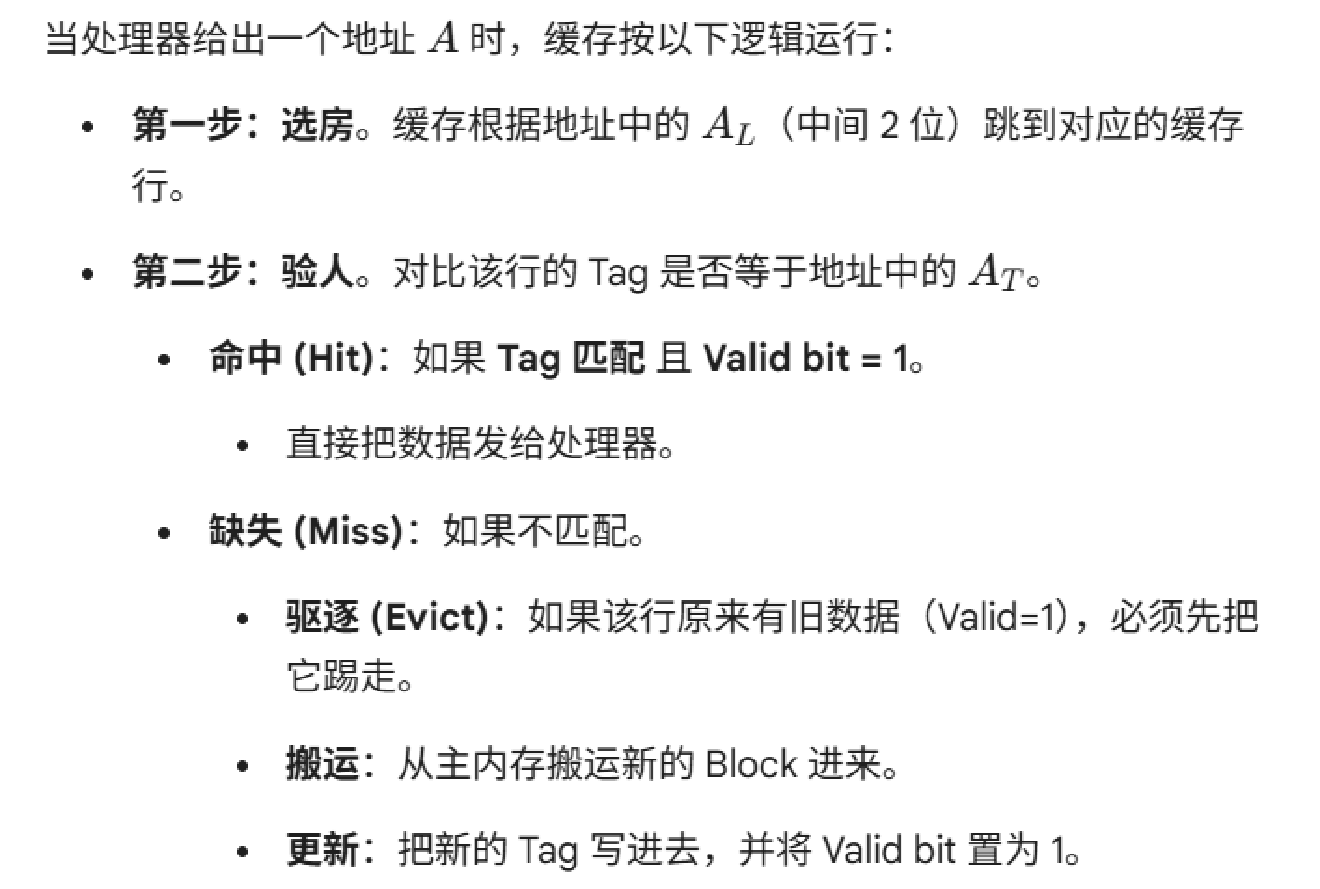 当处理器给出一个地址 A 时，缓存按以下逻辑运行：
• 第一步：选房。缓存根据地址中的 A_L（中间 2 位）跳到对应的缓存
行。
• 第二步：验人。对比该行的 Tag 是否等于地址中的 A_T。
• 命中 (Hit)：如果 Tag 匹配 且 Valid bit = 1。
• 直接把数据发给处理器。
• 缺失 (Miss)：如果不匹配。
• 驱逐 (Evict)：如果该行原来有旧数据（Valid=1），必须先把
它踢走。
• 搬运：从主内存搬运新的 Block 进来。
• 更新：把新的 Tag 写进去，并将 Valid bit 置为 1。